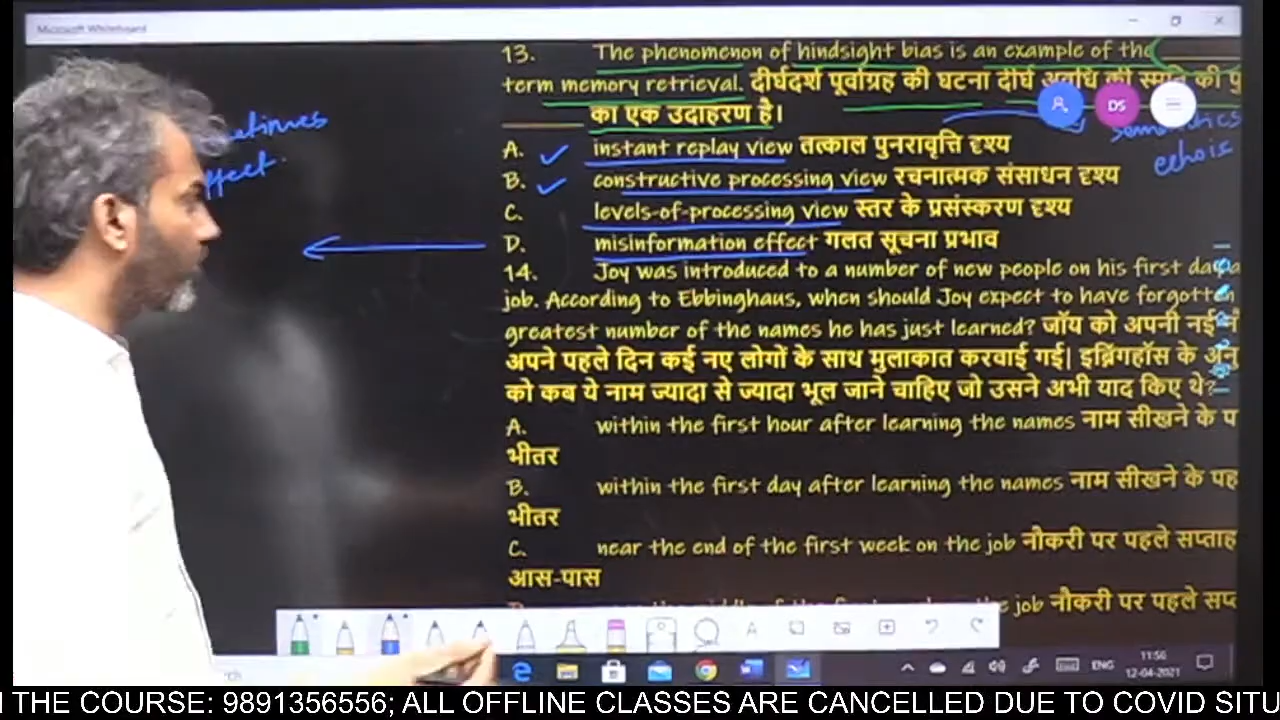 Microsoft Whiteboard
13. The phenomenon of hindsight bias is an example of the
term memory retrieval. दीर्घदर्श पूर्वाग्रह की घटना दीर्घ अवधि की स्मृति की
का एक उदाहरण है।
A. instant replay view तत्काल पुनरावृत्ति दृश्य
B. constructive processing view रचनात्मक संसाधन दृश्य
C. levels-of-processing view स्तर के प्रसंस्करण दृश्य
D. misinformation effect गलत सूचना प्रभाव
14. Joy was introduced to a number of new people on his first day
job. According to Ebbinghaus, when should Joy expect to have forgotten
greatest number of the names he has just learned? जॉय को अपनी नई
अपने पहले दिन कई नए लोगों के साथ मुलाकात करवाई गई| इब्निंगहॉस के
को कब ये नाम ज्यादा से ज्यादा भूल जाने चाहिए जो उसने अभी याद किए थे?
A. within the first hour after learning the names नाम सीखने के
भीतर
B. within the first day after learning the names नाम सीखने के
भीतर
C. near the end of the first week on the job नौकरी पर पहले सप्ताह
आस-पास
job नौकरी पर पहले
DS
semantics
echoic
ENG
11:56
12-04-2021
THE COURSE: 9891356556; ALL OFFLINE CLASSES ARE CANCELLED DUE TO COVID SITU